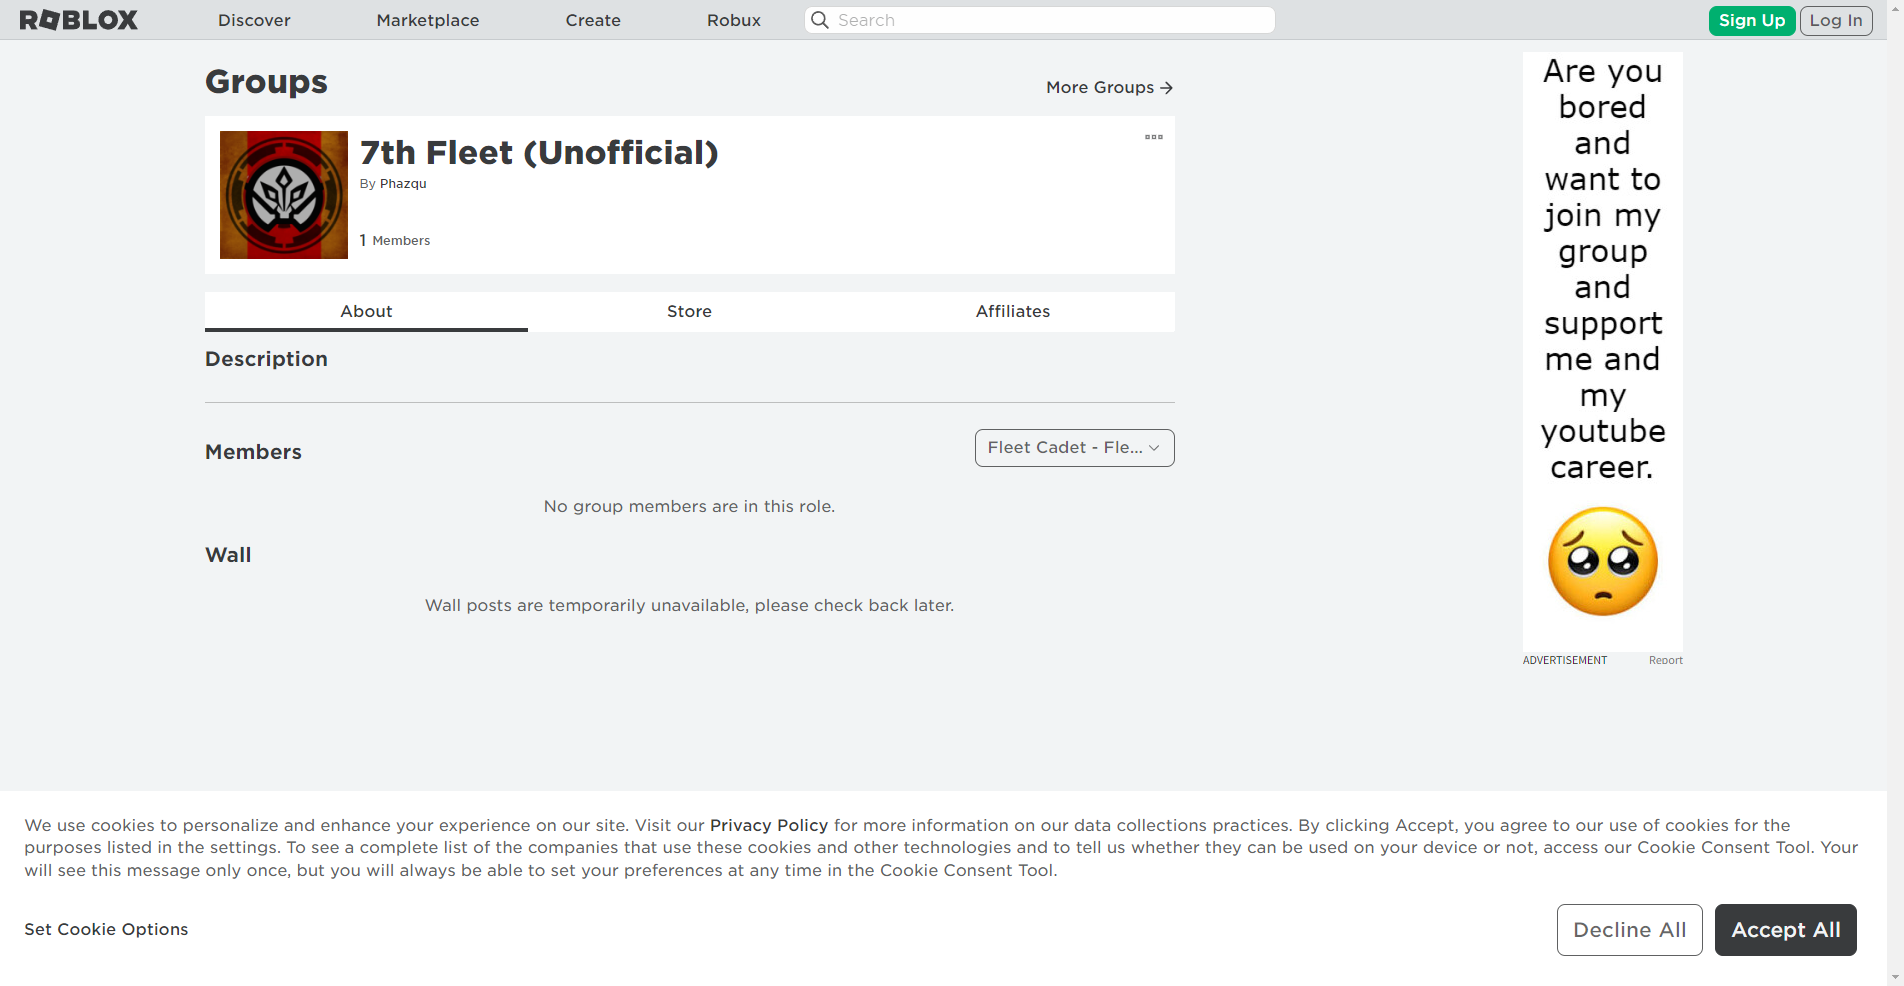 ROBLOX
Discover
Marketplace
Create
Robux
Search
Sign Up
Log In
Groups
More Groups
7th Fleet (Unofficial)
By Phazqu
1 Members
About
Store
Affiliates
Description
Members
Fleet Cadet - Fle...
No group members are in this role.
Wall
Wall posts are temporarily unavailable, please check back later.
Are you
bored
and
want to
join my
group
and
support
me and
my
youtube
career.
ADVERTISEMENT
Report
We use cookies to personalize and enhance your experience on our site. Visit our Privacy Policy for more information on our data collections practices. By clicking Accept, you agree to our use of cookies for the
purposes listed in the settings. To see a complete list of the companies that use these cookies and other technologies and to tell us whether they can be used on your device or not, access our Cookie Consent Tool. Your
will see this message only once, but you will always be able to set your preferences at any time in the Cookie Consent Tool.
Set Cookie Options
Decline All
Accept All